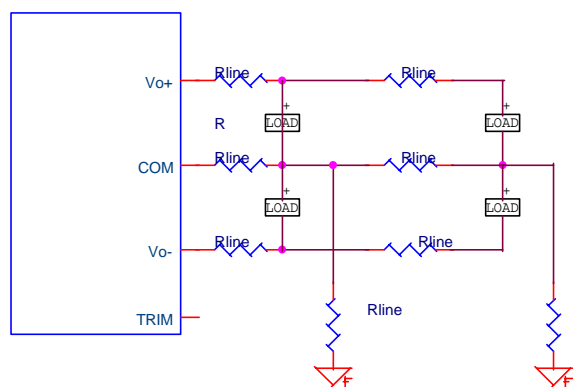 Rline Rline
Vo+
+ +
LOAD LOAD
R
Rline Rline
COM
+ +
LOAD LOAD
Rline Rline
Vo-
Rline
TRIM